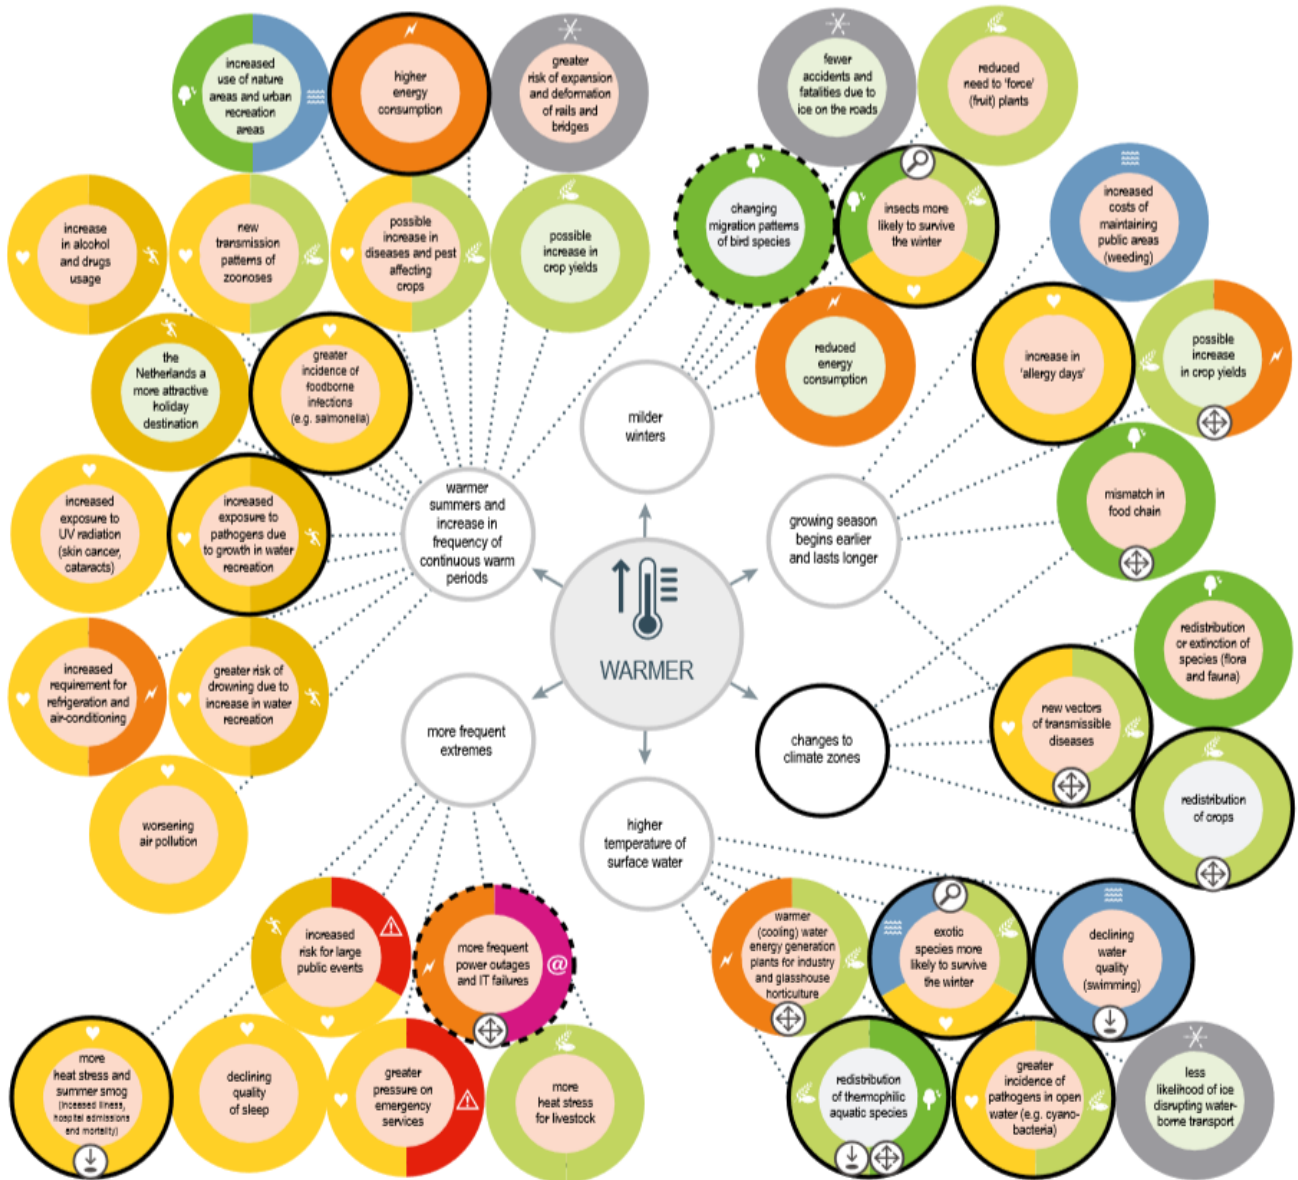 increased
use of nature
areas and urban
recreation
areas
higher
energy
consumption
greater
risk of expansion
and deformation
of rails and
bridges
fewer
accidents and
fatalities due to
ice on the roads
reduced
need to 'force'
(fruit) plants
increase
in alcohol
and drugs
usage
new
transmission
patterns of
zoonoses
possible
increase in
diseases and pest
affecting
crops
possible
increase in
crop yields
changing
migration patterns
of bird species
insects more
likely to survive
the winter
increased
costs of
maintaining
public areas
(weeding)
the
Netherlands a
more attractive
holiday
destination
greater
incidence of
foodborne
infections
(e.g. salmonella)
reduced
energy
consumption
increase in
'allergy days'
possible
increase
in crop yields
milder
winters
increased
exposure to
UV radiation
(skin cancer,
cataracts)
increased
exposure to
pathogens due
to growth in water
recreation
warmer
summers and
increase in
frequency of
continuous warm
periods
growing season
begins earlier
and lasts longer
mismatch in
food chain
WARMER
increased
requirement for
refrigeration and
air-conditioning
greater risk of
drowning due to
increase in water
recreation
more frequent
extremes
changes to
climate zones
redistribution
or extinction of
species (flora
and fauna)
new vectors
of transmissible
diseases
redistribution
of crops
worsening
air pollution
higher
temperature of
surface water
increased
risk for large
public events
more frequent
power outages
and IT failures
@
warmer
(cooling) water
energy generation
plants for industry
and glasshouse
horticulture
exotic
species more
likely to survive
the winter
declining
water
quality
(swimming)
more
heat stress and
summer smog
(inceased illness,
hospital admissions
and mortality)
declining
quality
of sleep
greater
pressure on
emergency
services
more
heat stress
for livestock
redistribution
of thermophilic
aquatic species
greater
incidence of
pathogens in open
water (e.g. cyano-
bacteria)
less
likelihood of ice
disrupting water-
borne transport